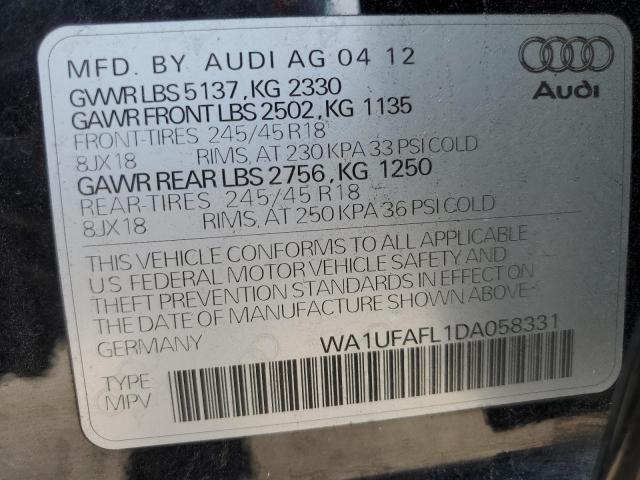 MFD. BY AUDI AG 04 12
Audi
GVWR LBS 5137, KG 2330
GAWR FRONT LBS 2502, KG 1135
FRONT-TIRES 245/45 R18
8JX18 RIMS, AT 230 KPA 33 PSI COLD
GAWR REAR LBS 2756, KG 1250
REAR-TIRES 245/45 R18
8JX18 RIMS, AT 250 KPA 36 PSI COLD
THIS VEHICLE CONFORMS TO ALL APPLICABLE
US FEDERAL MOTOR VEHICLE SAFETY AND
THEFT PREVENTION STANDARDS IN EFFECT ON
THE DATE OF MANUFACTURE SHOWN ABOVE-
GERMANY WA1UFAFL1DA058331
TYPE
MPV